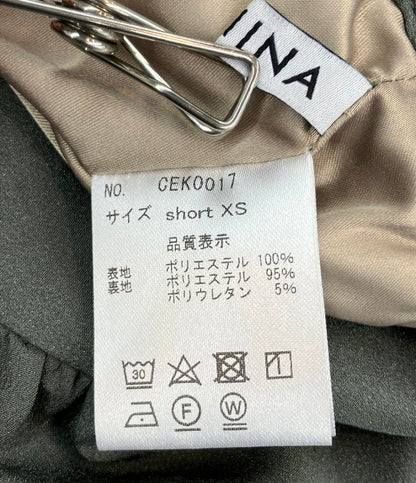 INA
NO. CEK0017
サイズ short XS
品質表示
表地 ポリエステル 100%
裏地 ポリエステル 95%
ポリウレタン 5%
30
F W